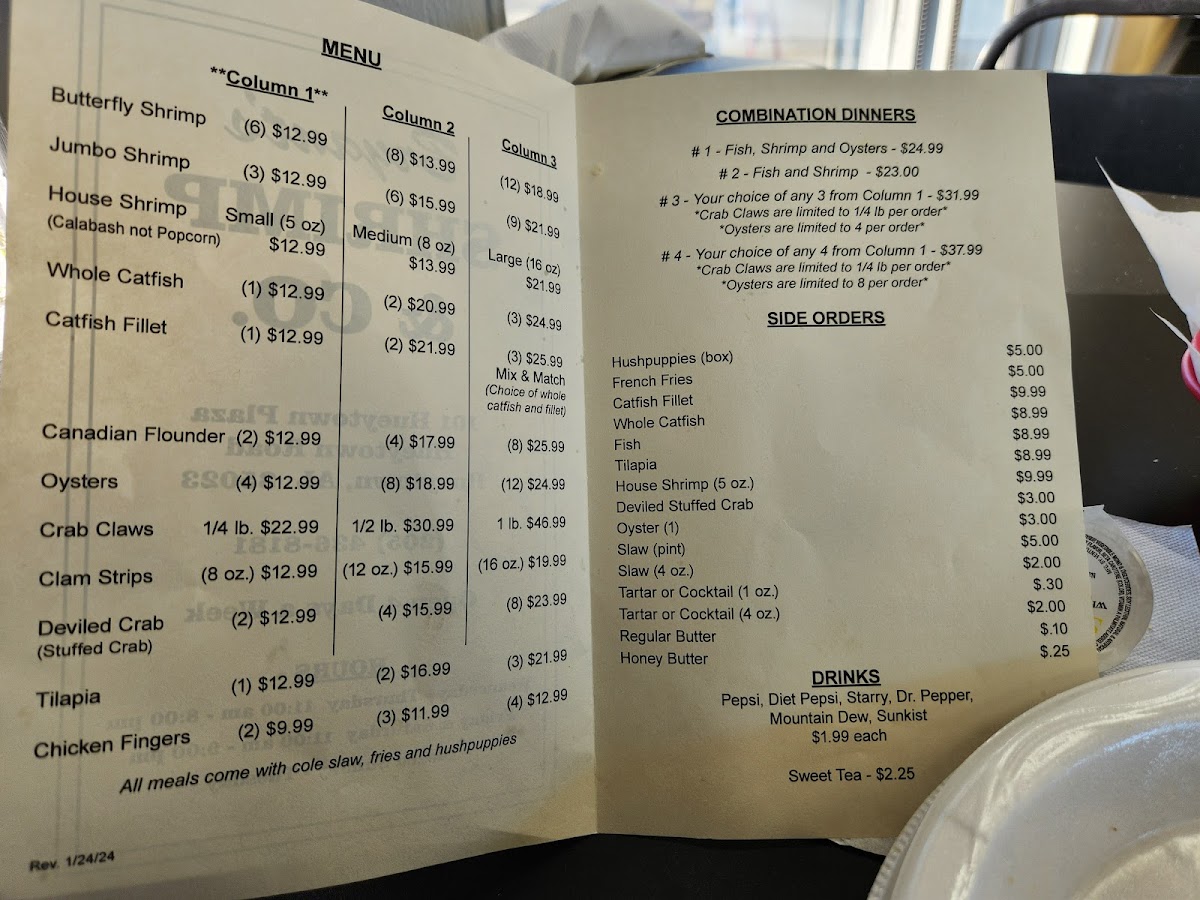 MENU
**Column 1**
Column 2
Column 3
Butterfly Shrimp (6) $12.99 (8) $13.99 (12) $18.99
Jumbo Shrimp (3) $12.99 (6) $15.99 (9) $21.99
House Shrimp Small (5 oz) Medium (8 oz) Large (16 oz)
(Calabash not Popcorn) $12.99 $13.99 $21.99
Whole Catfish (1) $12.99 (2) $20.99 (3) $24.99
Catfish Fillet (1) $12.99 (2) $21.99 (3) $25.99
Mix & Match
(Choice of whole
catfish and fillet)
Canadian Flounder (2) $12.99 (4) $17.99 (8) $25.99
Oysters (4) $12.99 (8) $18.99 (12) $24.99
Crab Claws 1/4 lb. $22.99 1/2 lb. $30.99 1 lb. $46.99
Clam Strips (8 oz.) $12.99 (12 oz.) $15.99 (16 oz.) $19.99
Deviled Crab (2) $12.99 (4) $15.99 (8) $23.99
(Stuffed Crab)
Tilapia (1) $12.99 (2) $16.99 (3) $21.99
Chicken Fingers (2) $9.99 (3) $11.99 (4) $12.99
All meals come with cole slaw, fries and hushpuppies
Rev. 1/24/24
COMBINATION DINNERS
# 1 - Fish, Shrimp and Oysters - $24.99
# 2 - Fish and Shrimp - $23.00
# 3 - Your choice of any 3 from Column 1 - $31.99
*Crab Claws are limited to 1/4 lb per order*
*Oysters are limited to 4 per order*
# 4 - Your choice of any 4 from Column 1 - $37.99
*Crab Claws are limited to 1/4 lb per order*
*Oysters are limited to 8 per order*
SIDE ORDERS
Hushpuppies (box) $5.00
French Fries $5.00
Catfish Fillet $9.99
Whole Catfish $8.99
Fish $8.99
Tilapia $8.99
House Shrimp (5 oz.) $9.99
Deviled Stuffed Crab $3.00
Oyster (1) $3.00
Slaw (pint) $5.00
Slaw (4 oz.) $2.00
Tartar or Cocktail (1 oz.) $.30
Tartar or Cocktail (4 oz.) $2.00
Regular Butter $.10
Honey Butter $.25
DRINKS
Pepsi, Diet Pepsi, Starry, Dr. Pepper,
Mountain Dew, Sunkist
$1.99 each
Sweet Tea - $2.25